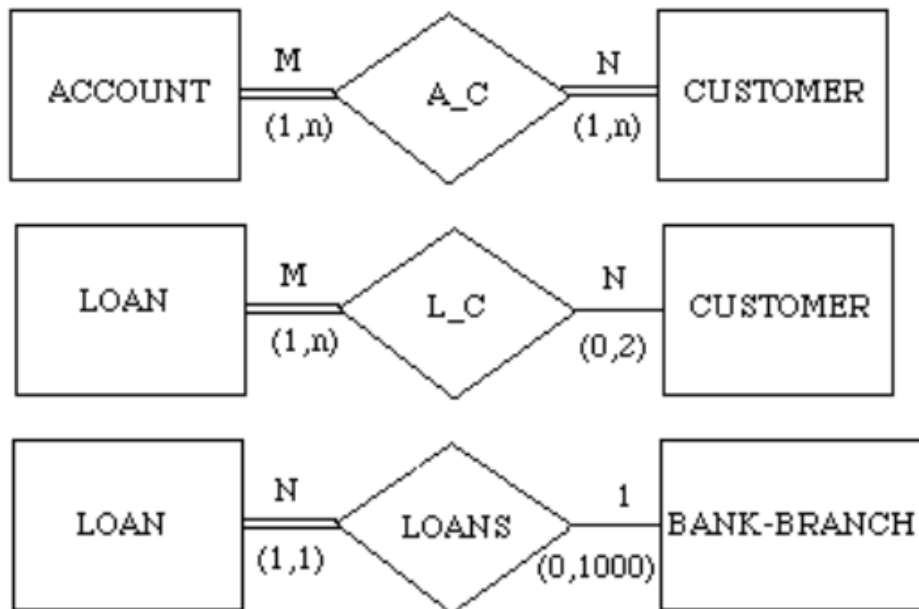 M N
ACCOUNT A_C CUSTOMER
(1,n) (1,n)
M N
LOAN L_C CUSTOMER
(1,n) (0,2)
N 1
LOAN LOANS BANK-BRANCH
(1,1) (0,1000)